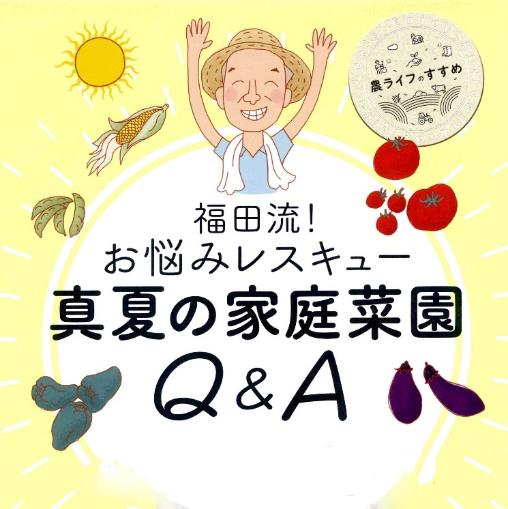 農ライフのすすめ
福田流！
お悩みレスキュー
真夏の家庭菜園
Q&A